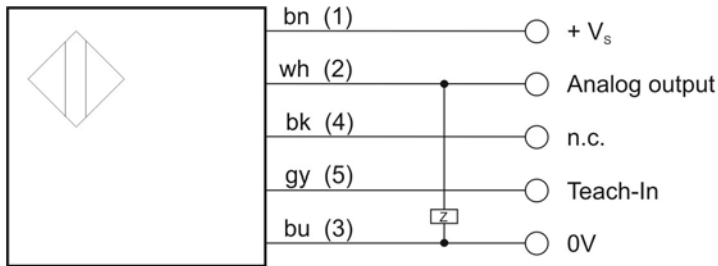 bn (1) + Vs
wh (2) Analog output
bk (4) n.c.
gy (5) Teach-In
Z
bu (3) 0V